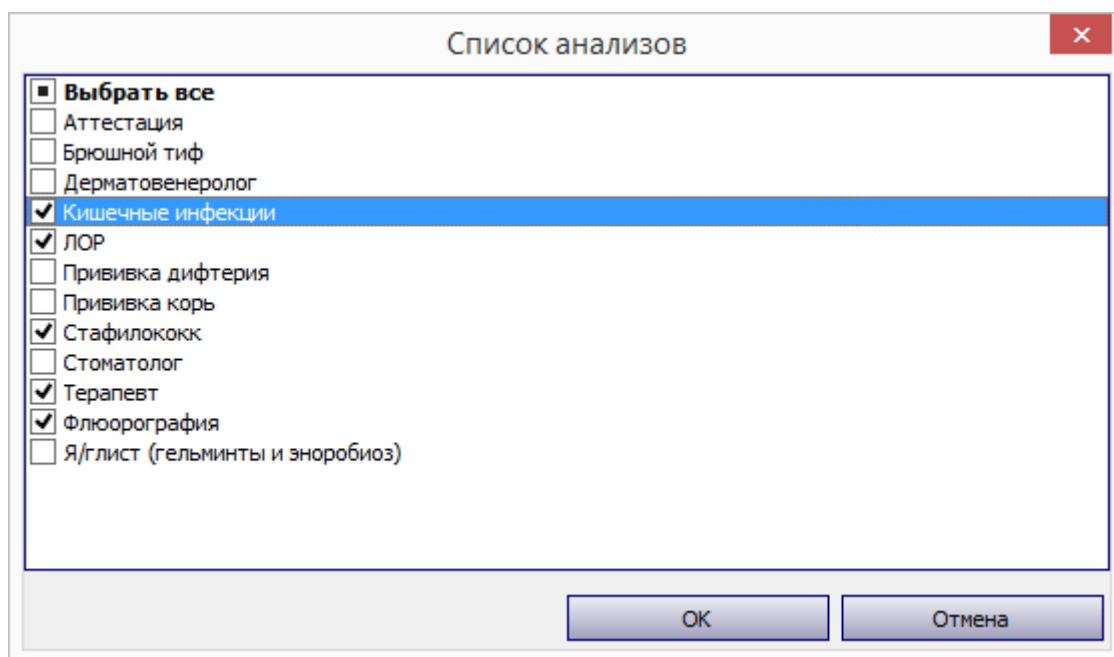 Список анализов
Выбрать все
Аттестация
Брюшной тиф
Дерматовенеролог
Кишечные инфекции
ЛОР
Прививка дифтерия
Прививка корь
Стафилококк
Стоматолог
Терапевт
Флюорография
Я/глист (гельминты и эноробиоз)
ОК
Отмена